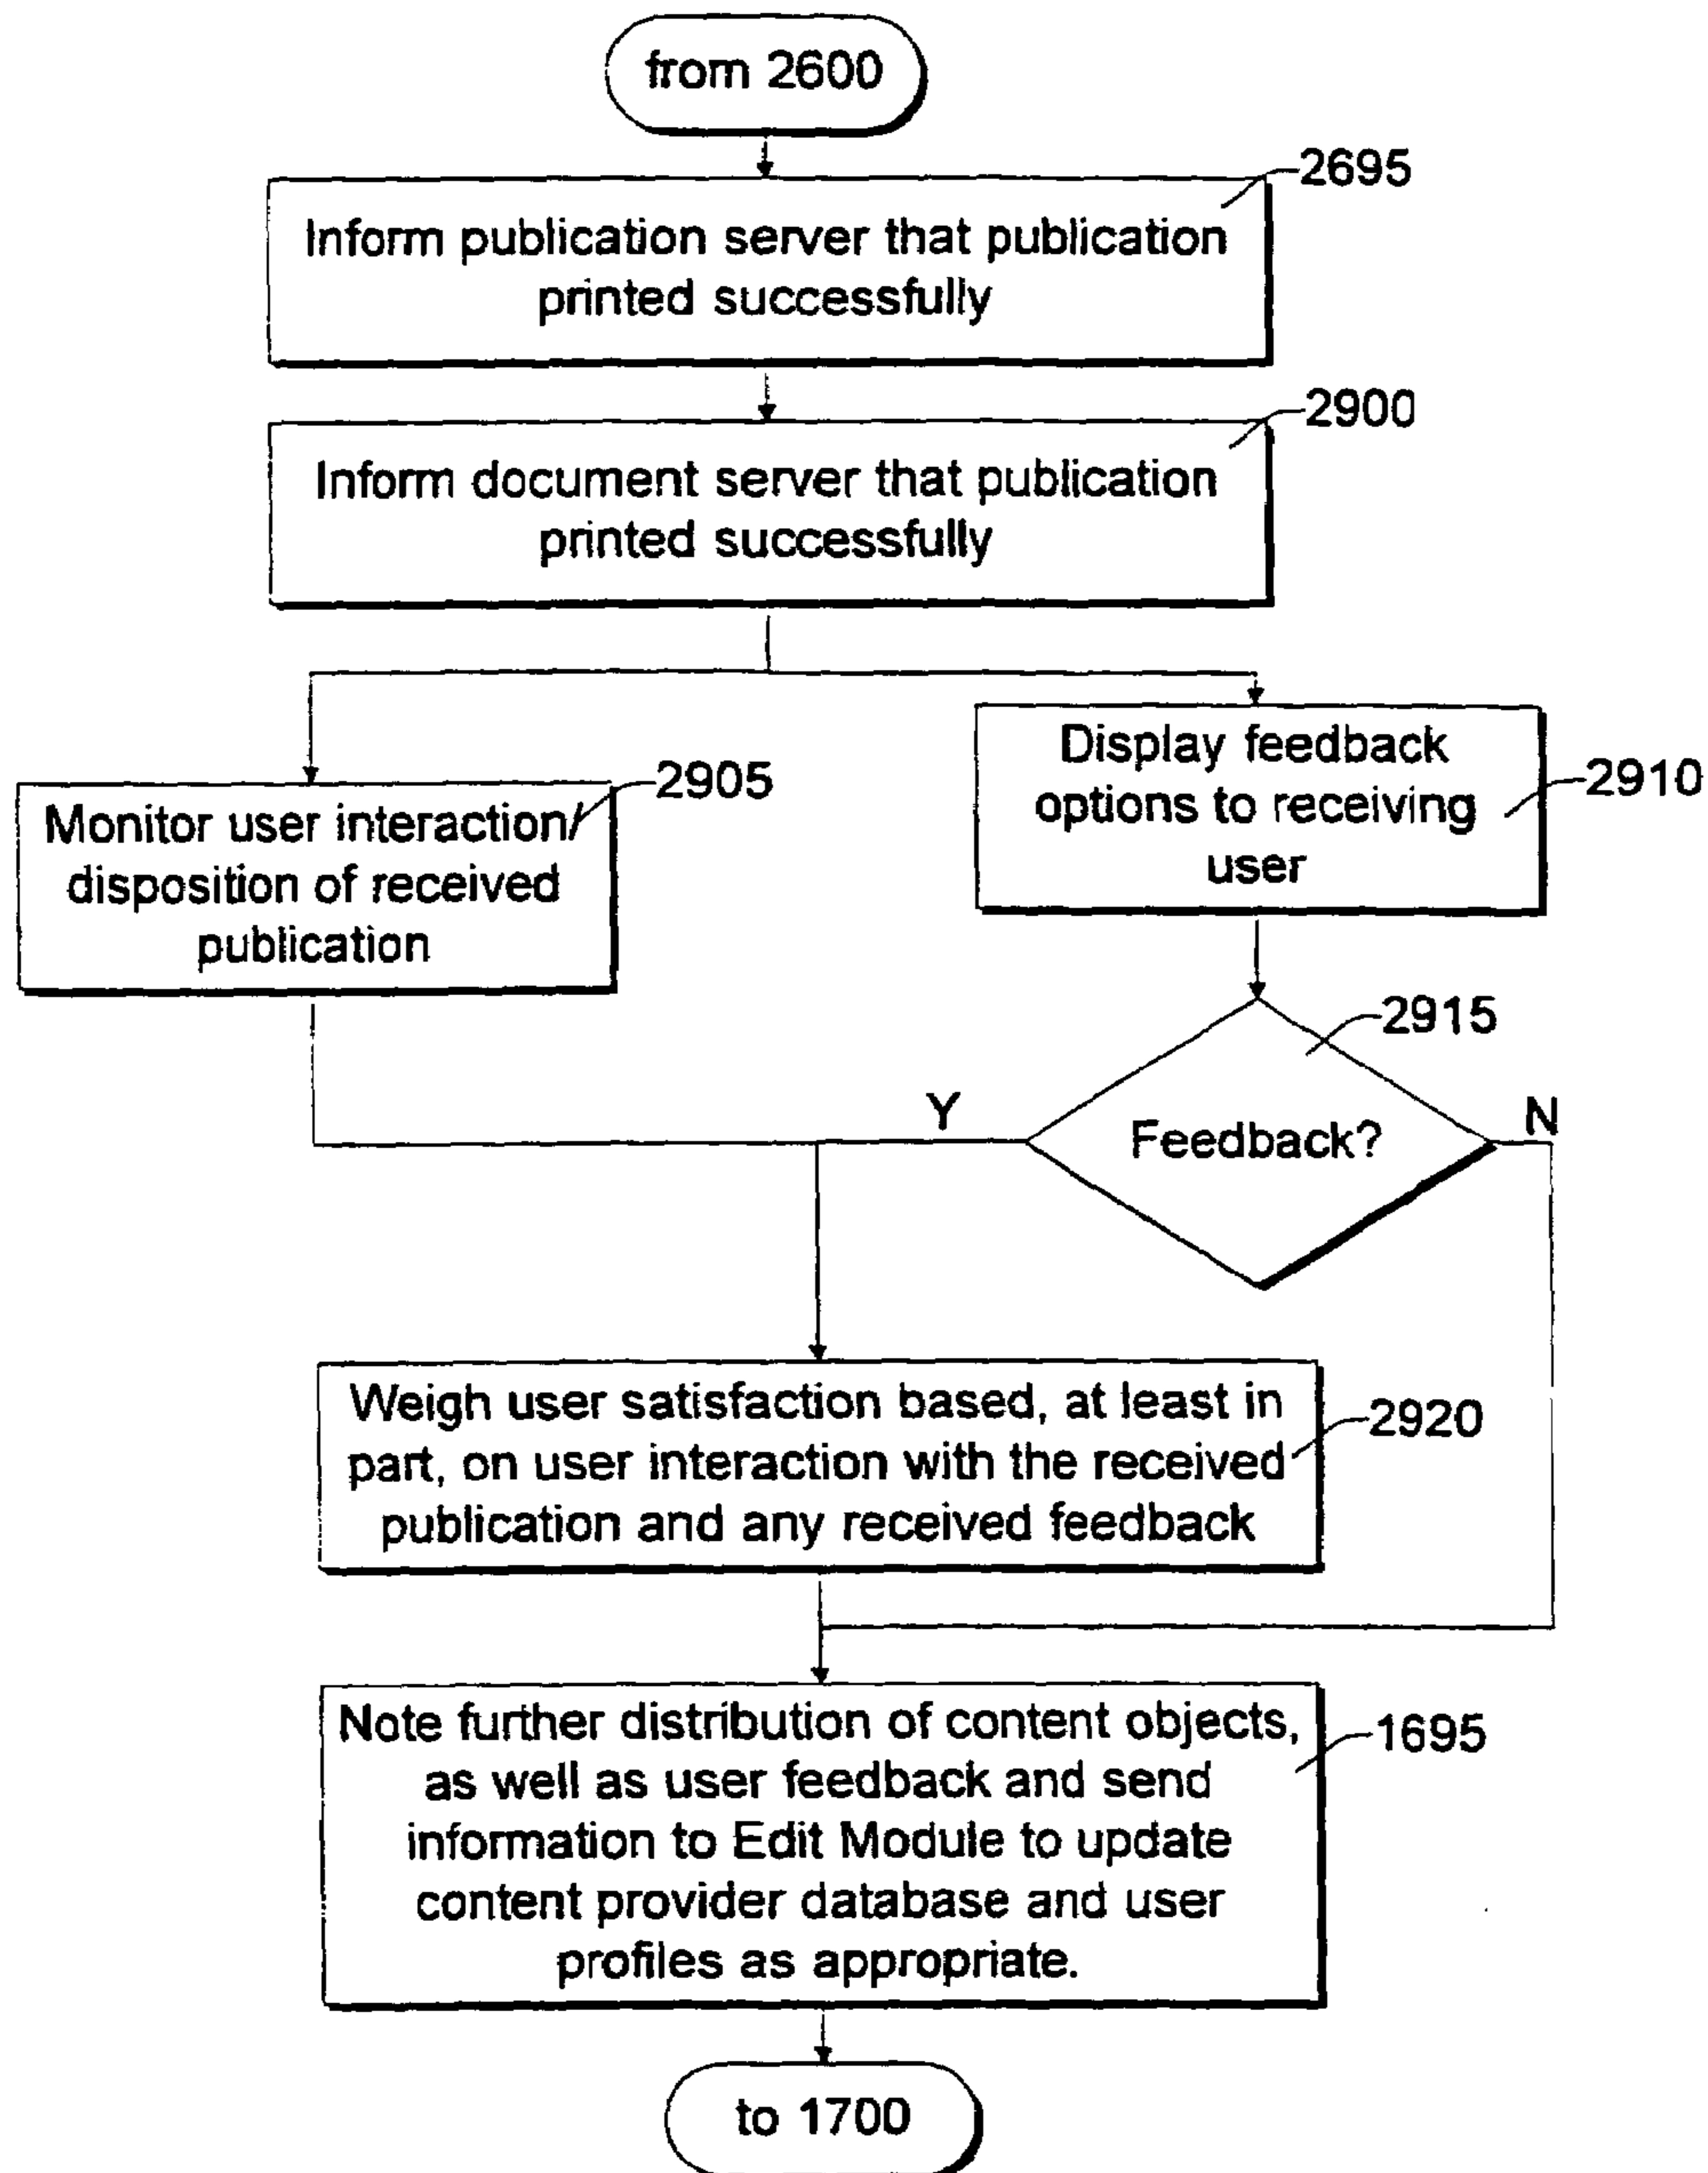 from 2600
2695
Inform publication server that publication
printed successfully
2900
Inform document server that publication
printed successfully
Display feedback
options to receiving
user
2910
2905
Monitor user interaction/
disposition of received
publication
2915
Y
Feedback?
N
Weigh user satisfaction based, at least in
part, on user interaction with the received
publication and any received feedback
2920
Note further distribution of content objects,
as well as user feedback and send
information to Edit Module to update
content provider database and user
profiles as appropriate.
1695
to 1700